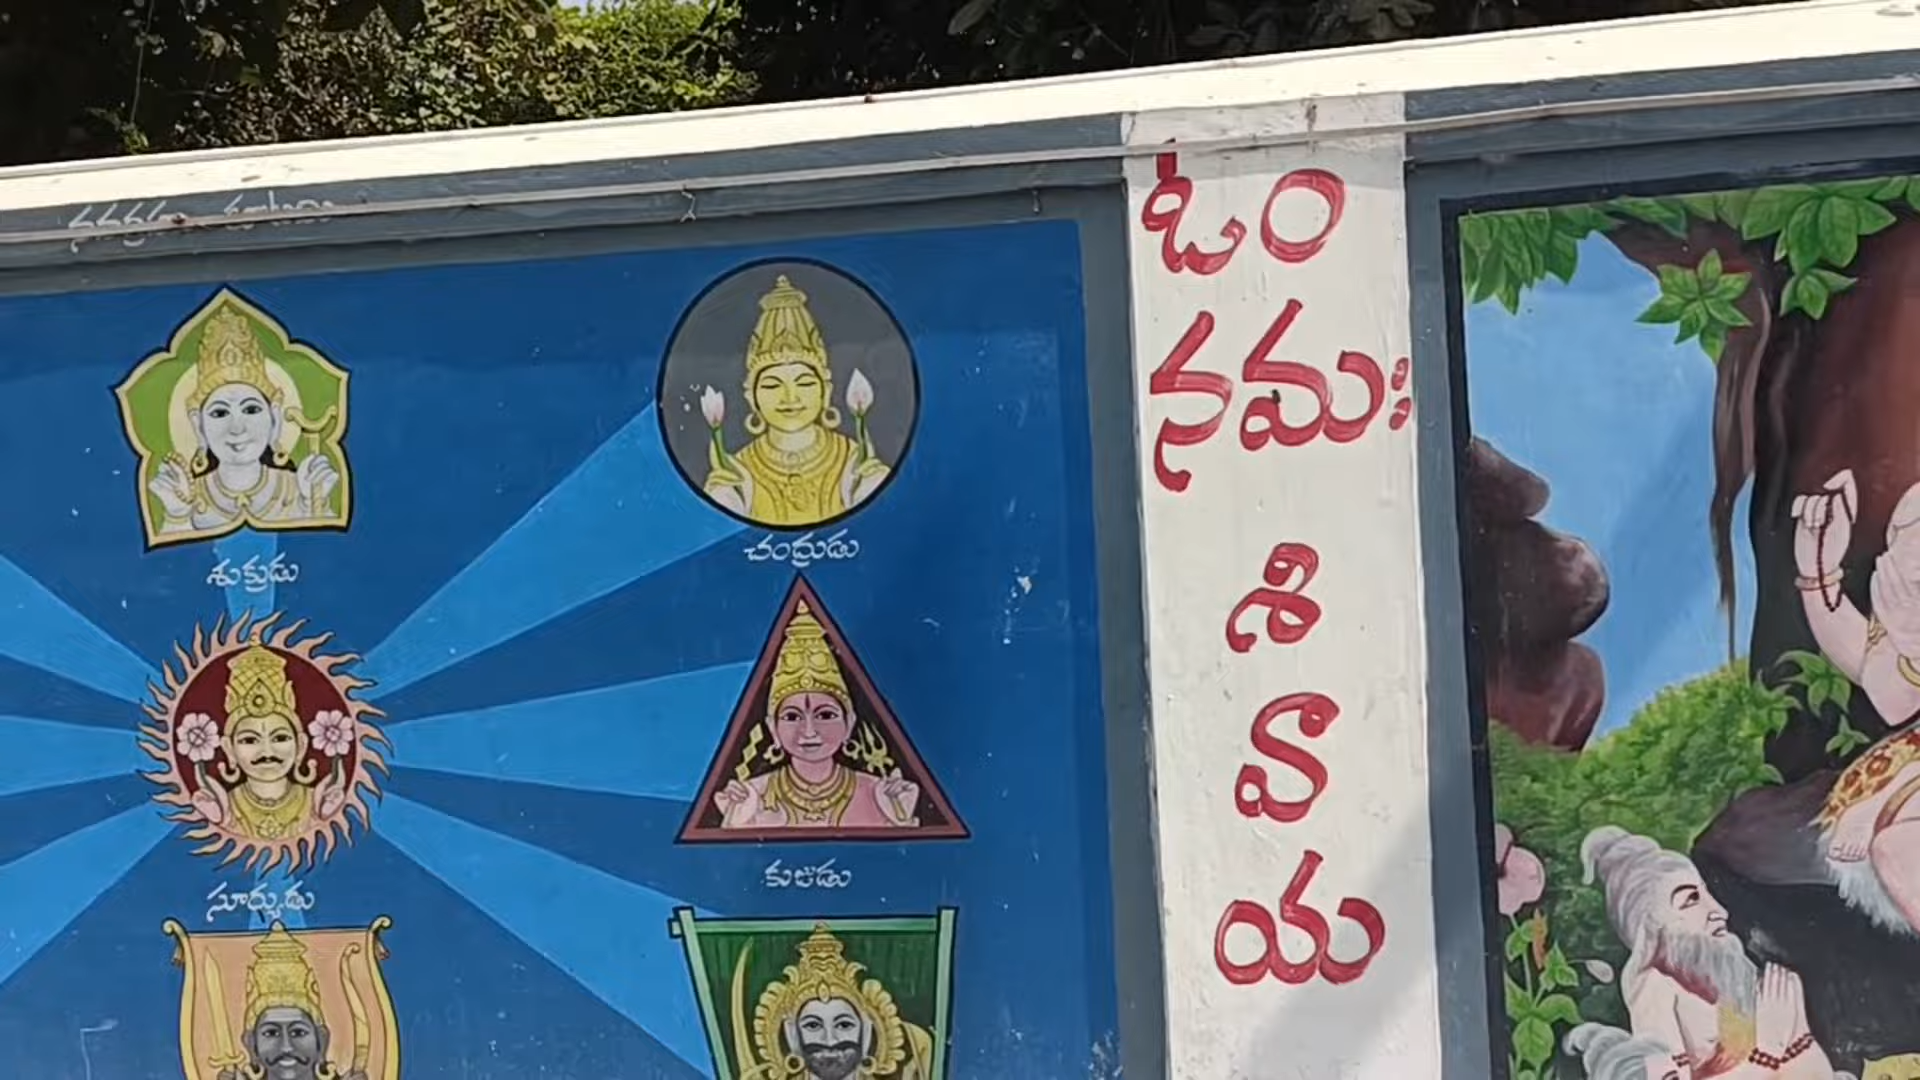 శుక్రుడు
చంద్రుడు
సూర్యుడు
కుజుడు
ఓం
నమః
శి
వా
య